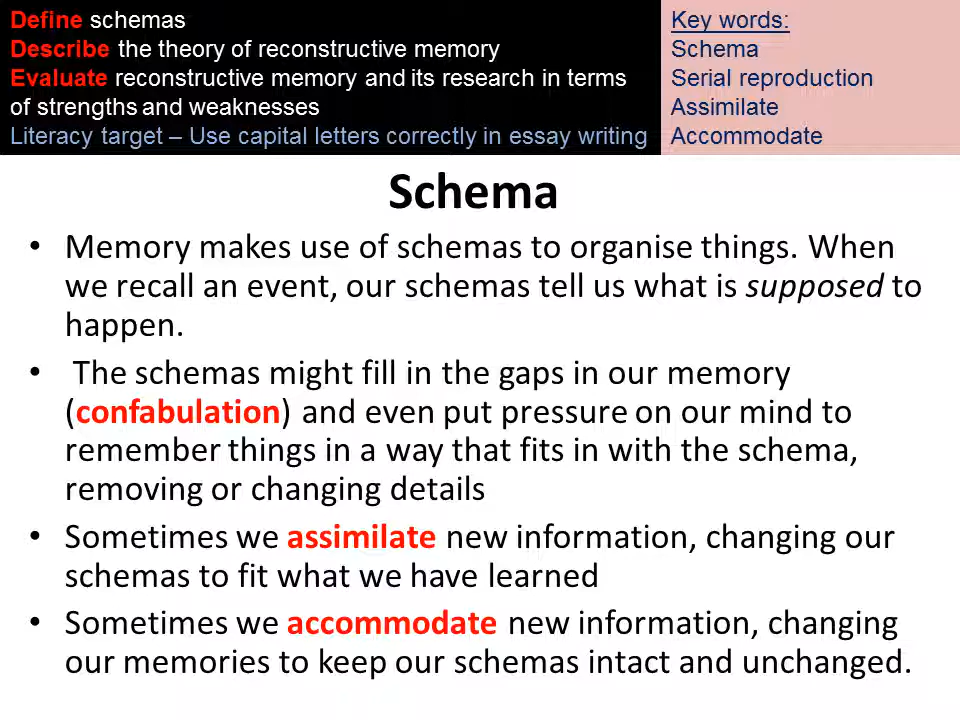 Define schemas
Describe the theory of reconstructive memory
Evaluate reconstructive memory and its research in terms
of strengths and weaknesses
Literacy target – Use capital letters correctly in essay writing
Key words:
Schema
Serial reproduction
Assimilate
Accommodate
Schema
• Memory makes use of schemas to organise things. When
we recall an event, our schemas tell us what is supposed to
happen.
• The schemas might fill in the gaps in our memory
(confabulation) and even put pressure on our mind to
remember things in a way that fits in with the schema,
removing or changing details
• Sometimes we assimilate new information, changing our
schemas to fit what we have learned
• Sometimes we accommodate new information, changing
our memories to keep our schemas intact and unchanged.